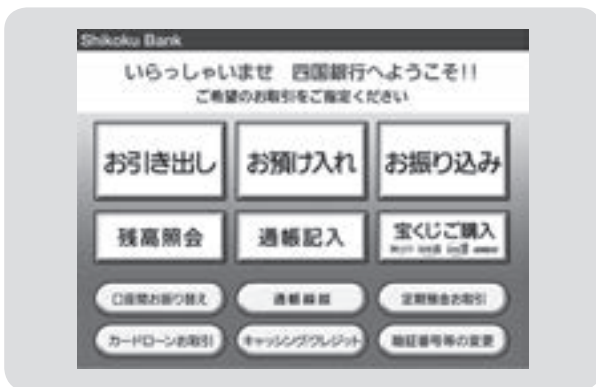 Shikoku Bank
いらっしゃいませ 四国銀行へようこそ!!
ご希望のお取引をご指定ください
お引き出し お預け入れ お振り込み
残高照会 通帳記入 宝くじご購入
口座間お振り替え 通帳繰越 定期預金お取引
カードローンお取引 キャッシング/クレジット 暗証番号等の変更